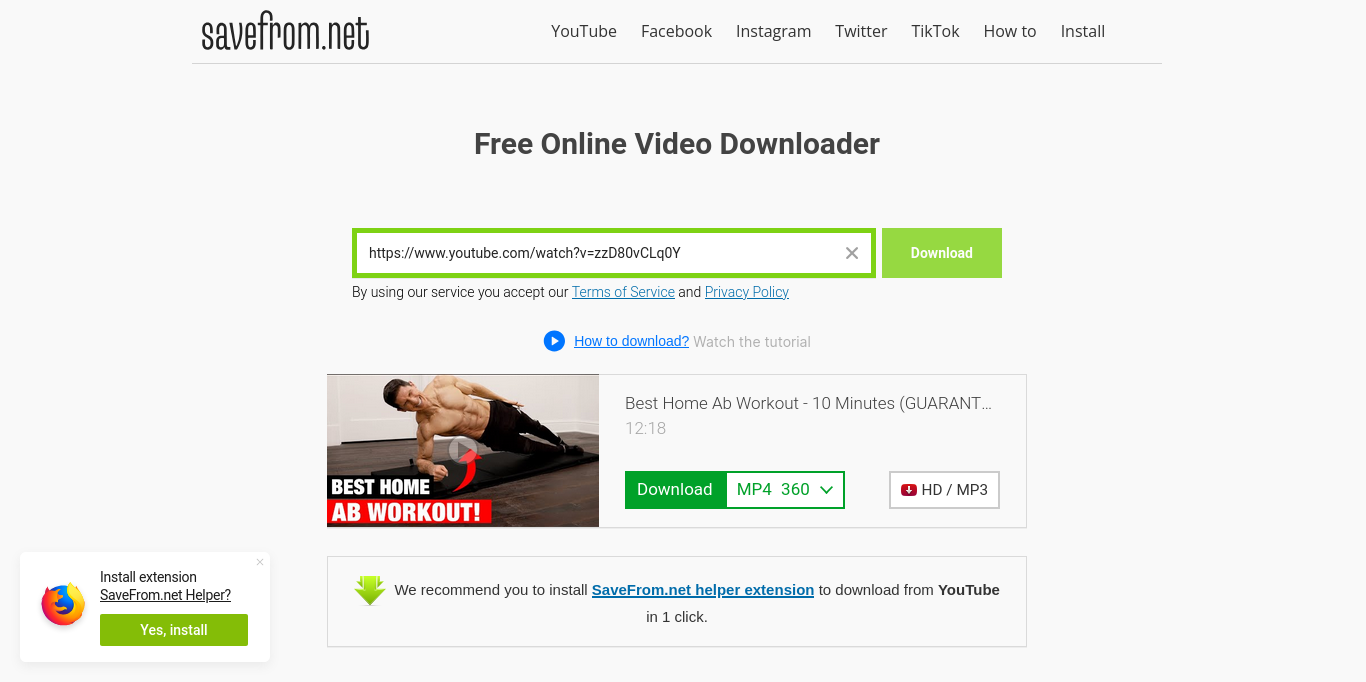 savefrom.net
YouTube Facebook Instagram Twitter TikTok How to Install
Free Online Video Downloader
https://www.youtube.com/watch?v=zzD80vCLq0Y
Download
By using our service you accept our Terms of Service and Privacy Policy
How to download? Watch the tutorial
BEST HOME
AB WORKOUT!
Best Home Ab Workout - 10 Minutes (GUARANT...
12:18
Download MP4 360
HD / MP3
We recommend you to install SaveFrom.net helper extension to download from YouTube
in 1 click.
Install extension
SaveFrom.net Helper?
Yes, install